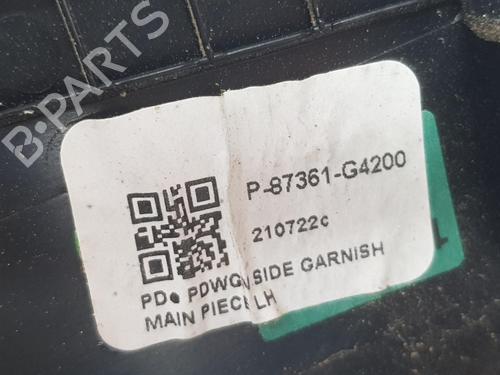 B-PARTS
P-87361-G4200
210722c
PD• PDWG\SIDE GARNISH
MAIN PIECE LH